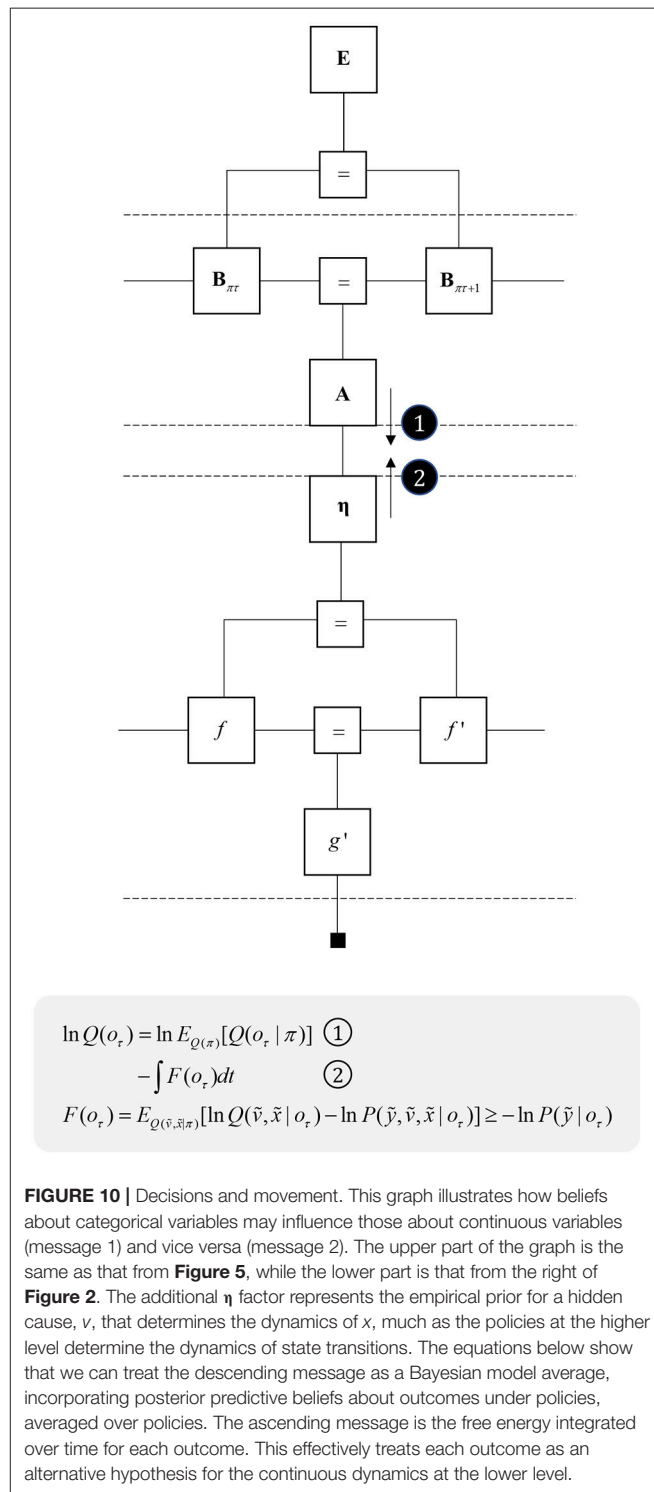 E
=
B_{πτ} = B_{πτ+1}
A
1
2
η
=
f = f'
g'
ln Q(o_τ) = ln E_{Q(π)}[Q(o_τ | π)] ①
− ∫ F(o_τ)dt ②
F(o_τ) = E_{Q(ṽ,x̃|π)}[ln Q(ṽ, x̃ | o_τ) − ln P(ỹ, ṽ, x̃ | o_τ)] ≥ − ln P(ỹ | o_τ)
FIGURE 10 | Decisions and movement. This graph illustrates how beliefs
about categorical variables may influence those about continuous variables
(message 1) and vice versa (message 2). The upper part of the graph is the
same as that from Figure 5, while the lower part is that from the right of
Figure 2. The additional η factor represents the empirical prior for a hidden
cause, v, that determines the dynamics of x, much as the policies at the higher
level determine the dynamics of state transitions. The equations below show
that we can treat the descending message as a Bayesian model average,
incorporating posterior predictive beliefs about outcomes under policies,
averaged over policies. The ascending message is the free energy integrated
over time for each outcome. This effectively treats each outcome as an
alternative hypothesis for the continuous dynamics at the lower level.